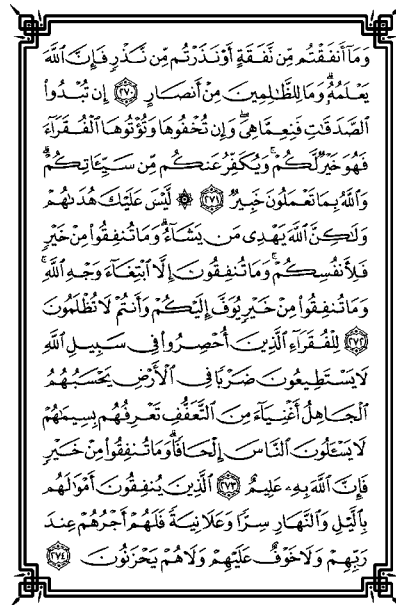 وَمَآ أَنفَقۡتُم مِّن نَّفَقَةٍ أَوۡ نَذَرۡتُم مِّن نَّذۡرٖ فَإِنَّ ٱللَّهَ
يَعۡلَمُهُۥۗ وَمَا لِلظَّٰلِمِينَ مِنۡ أَنصَارٍ ٢٧٠ إِن تُبۡدُواْ
ٱلصَّدَقَٰتِ فَنِعِمَّا هِيَۖ وَإِن تُخۡفُوهَا وَتُؤۡتُوهَا ٱلۡفُقَرَآءَ
فَهُوَ خَيۡرٞ لَّكُمۡۚ وَيُكَفِّرُ عَنكُم مِّن سَيِّـَٔاتِكُمۡۗ
وَٱللَّهُ بِمَا تَعۡمَلُونَ خَبِيرٞ ٢٧١ ۞ لَّيۡسَ عَلَيۡكَ هُدَىٰهُمۡ
وَلَٰكِنَّ ٱللَّهَ يَهۡدِي مَن يَشَآءُۗ وَمَا تُنفِقُواْ مِنۡ خَيۡرٖ
فَلِأَنفُسِكُمۡۚ وَمَا تُنفِقُونَ إِلَّا ٱبۡتِغَآءَ وَجۡهِ ٱللَّهِۚ
وَمَا تُنفِقُواْ مِنۡ خَيۡرٖ يُوَفَّ إِلَيۡكُمۡ وَأَنتُمۡ لَا تُظۡلَمُونَ
٢٧٢ لِلۡفُقَرَآءِ ٱلَّذِينَ أُحۡصِرُواْ فِي سَبِيلِ ٱللَّهِ
لَا يَسۡتَطِيعُونَ ضَرۡبٗا فِي ٱلۡأَرۡضِ يَحۡسَبُهُمُ
ٱلۡجَاهِلُ أَغۡنِيَآءَ مِنَ ٱلتَّعَفُّفِ تَعۡرِفُهُم بِسِيمَٰهُمۡ
لَا يَسۡـَٔلُونَ ٱلنَّاسَ إِلۡحَافٗاۗ وَمَا تُنفِقُواْ مِنۡ خَيۡرٖ
فَإِنَّ ٱللَّهَ بِهِۦ عَلِيمٌ ٢٧٣ ٱلَّذِينَ يُنفِقُونَ أَمۡوَٰلَهُم
بِٱلَّيۡلِ وَٱلنَّهَارِ سِرّٗا وَعَلَانِيَةٗ فَلَهُمۡ أَجۡرُهُمۡ عِندَ
رَبِّهِمۡ وَلَا خَوۡفٌ عَلَيۡهِمۡ وَلَا هُمۡ يَحۡزَنُونَ ٢٧٤